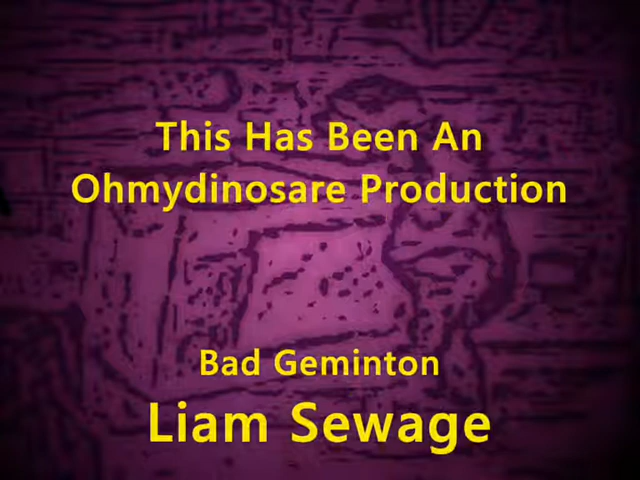 This Has Been An
Ohmydinosare Production
Bad Geminton
Liam Sewage